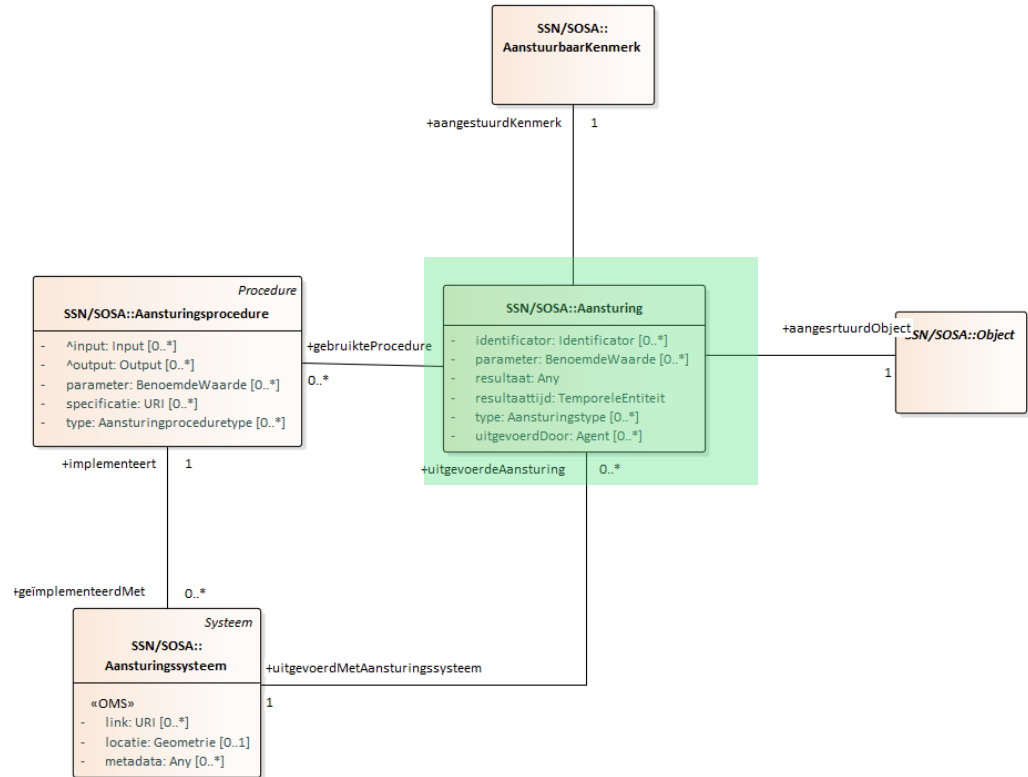 SSN/SOSA::
AanstuurbaarKenmerk
+aangestuurdKenmerk 1
Procedure
SSN/SOSA::Aansturingsprocedure
- ^input: Input [0..*]
- ^output: Output [0..*]
- parameter: BenoemdeWaarde [0..*]
- specificatie: URI [0..*]
- type: Aansturingproceduretype [0..*]
+gebruikteProcedure
0..*
SSN/SOSA::Aansturing
- identificator: Identificator [0..*]
- parameter: BenoemdeWaarde [0..*]
- resultaat: Any
- resultaattijd: TemporeleEntiteit
- type: Aansturingstype [0..*]
- uitgevoerdDoor: Agent [0..*]
+aangesrtuurdObject
1
SSN/SOSA::Object
+implementeert 1
+uitgevoerdeAansturing 0..*
+geïmplementeerdMet 0..*
Systeem
SSN/SOSA::
Aansturingssysteem
«OMS»
- link: URI [0..*]
- locatie: Geometrie [0..1]
- metadata: Any [0..*]
+uitgevoerdMetAansturingssysteem
1